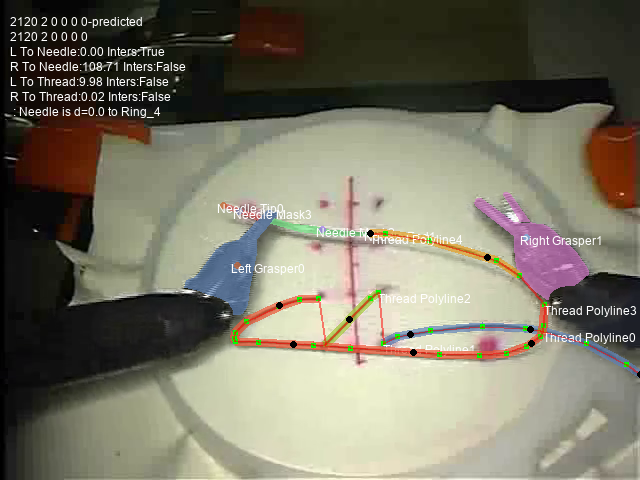 2120 2 0 0 0 0-predicted
2120 2 0 0 0 0
L To Needle:0.00 Inters:True
R To Needle:108.71 Inters:False
L To Thread:9.98 Inters:False
R To Thread:0.02 Inters:False
: Needle is d=0.0 to Ring_4
Needle Tip0
Needle Mask3
Thread Polyline4
Right Grasper1
Left Grasper0
Thread Polyline2
Thread Polyline3
Thread Polyline0
Thread Polyline1